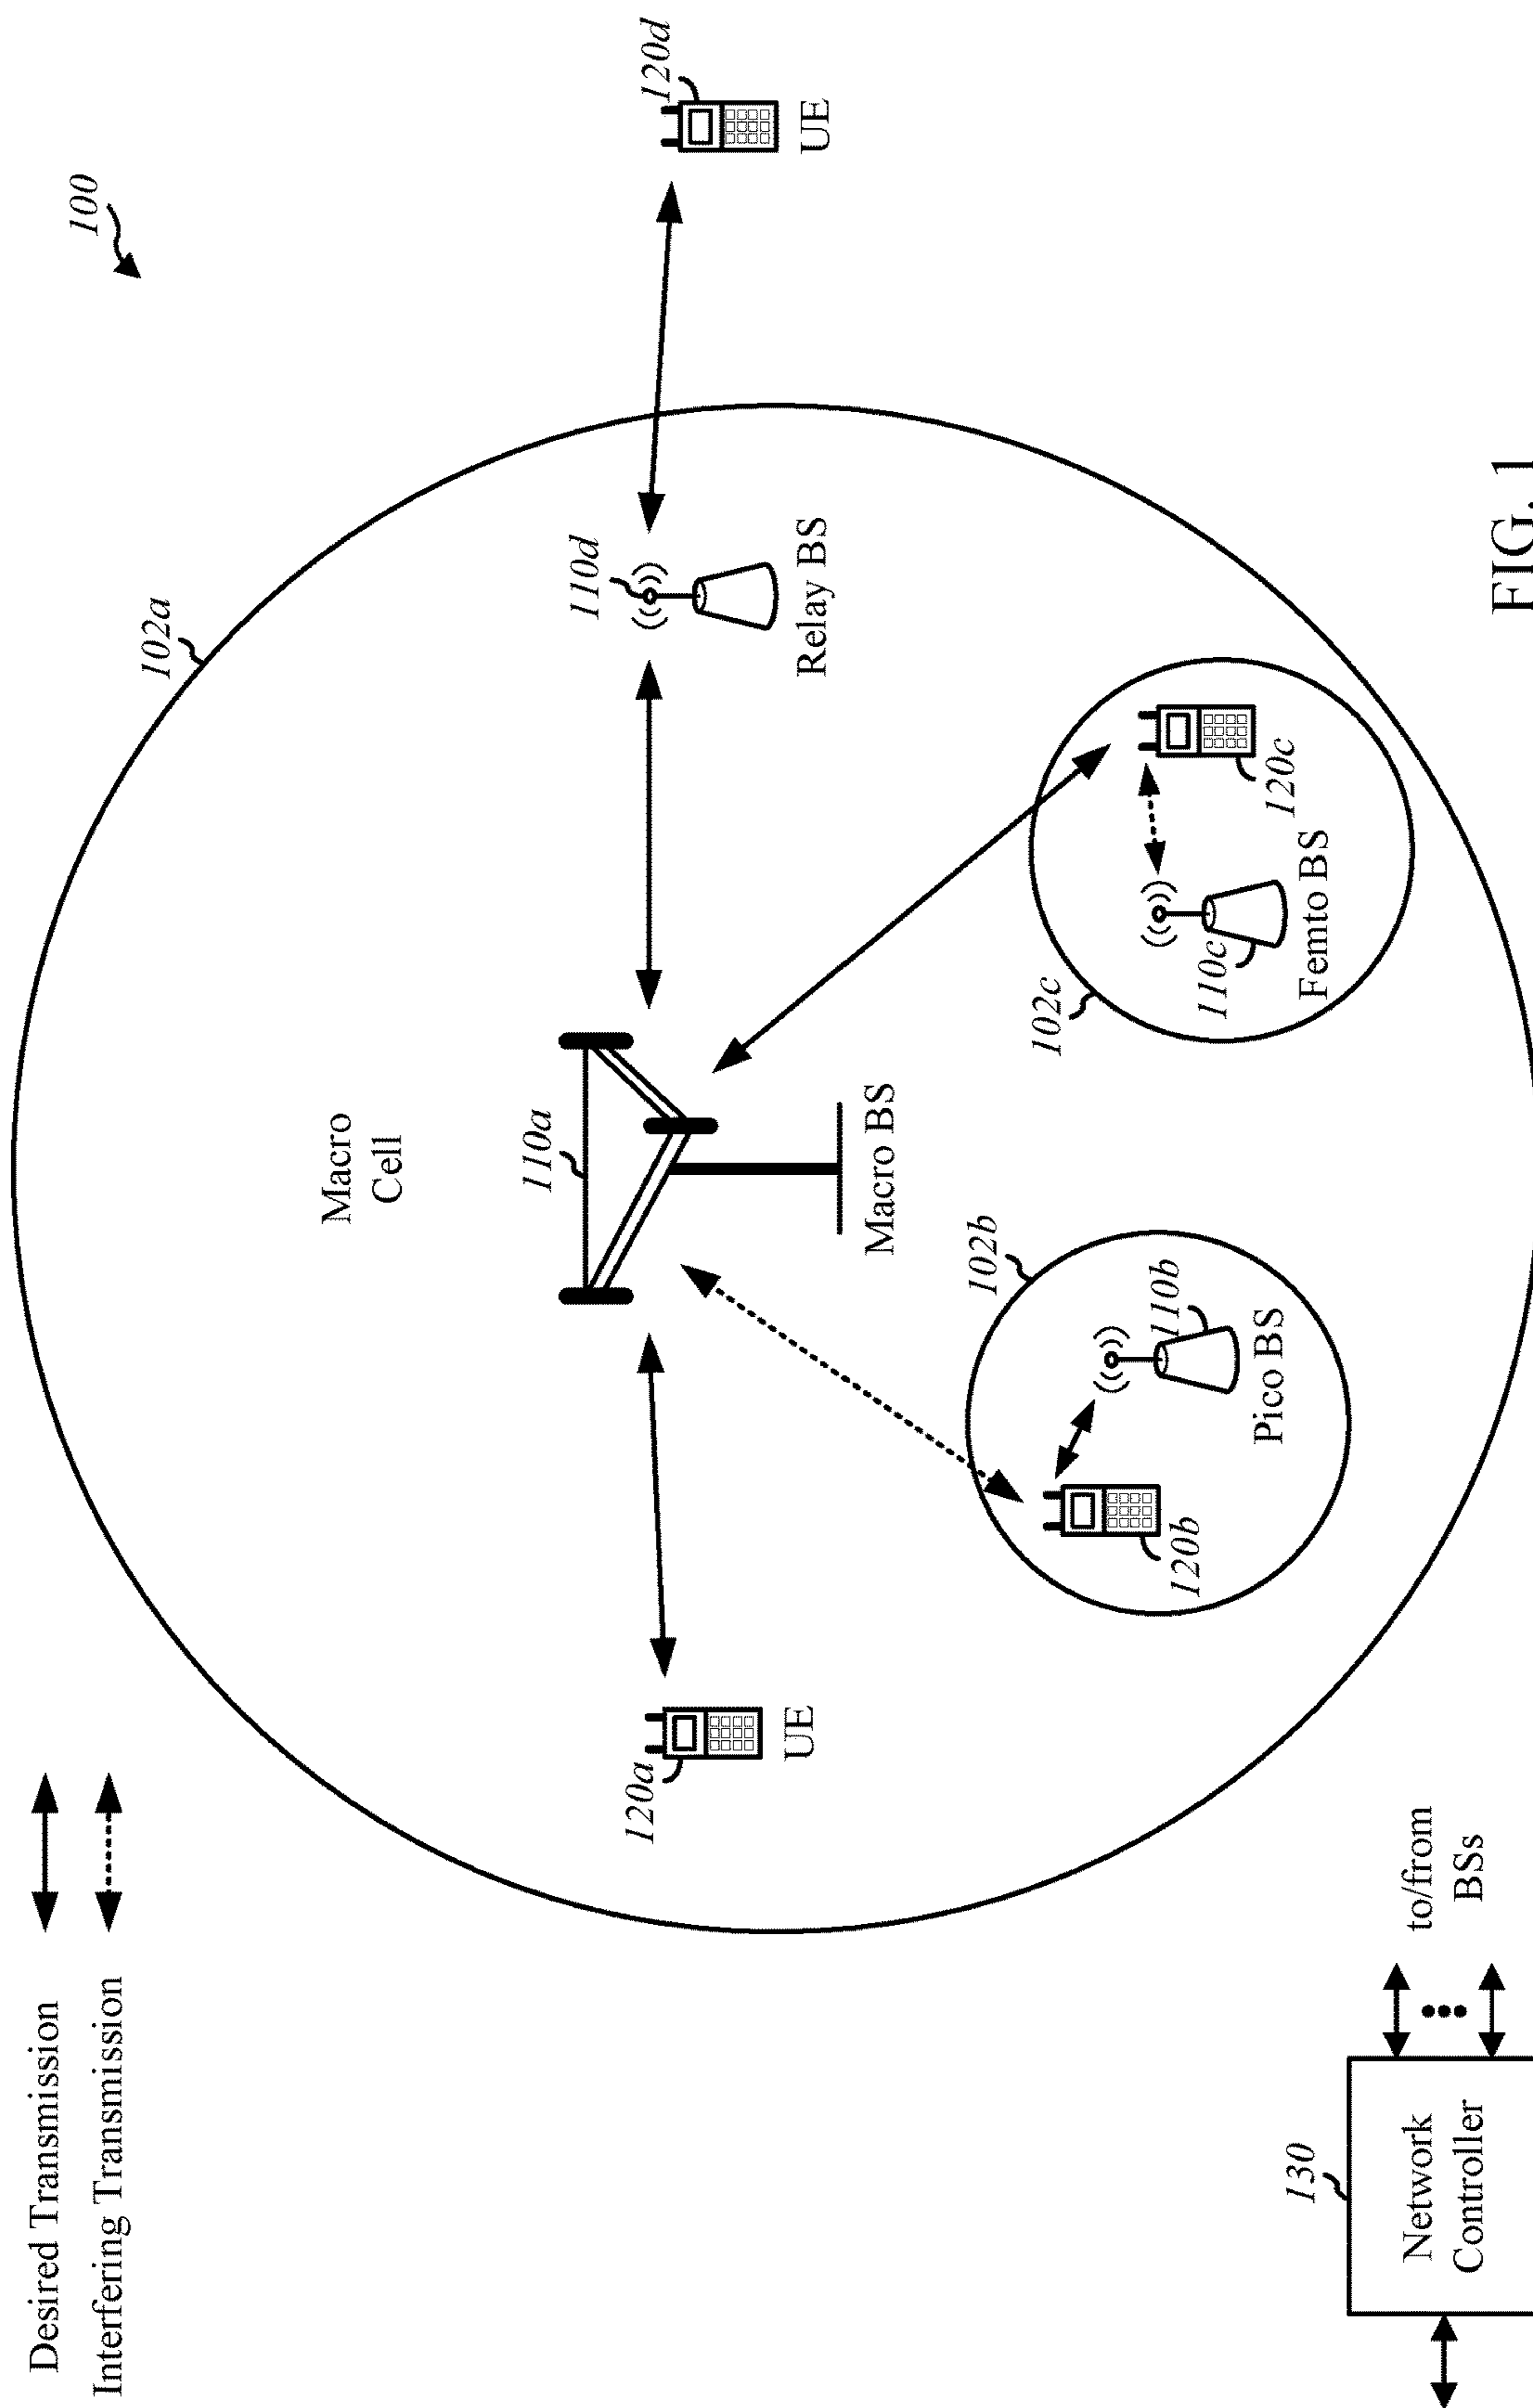 100
Desired Transmission
Interfering Transmission
102a
Macro
Cell
110a
110d
120d
120a
UE
Macro BS
Relay BS
UE
102b
102c
110b
120b
Pico BS
110c
120c
Femto BS
130
Network
Controller
to/from
BSs
FIG. 1